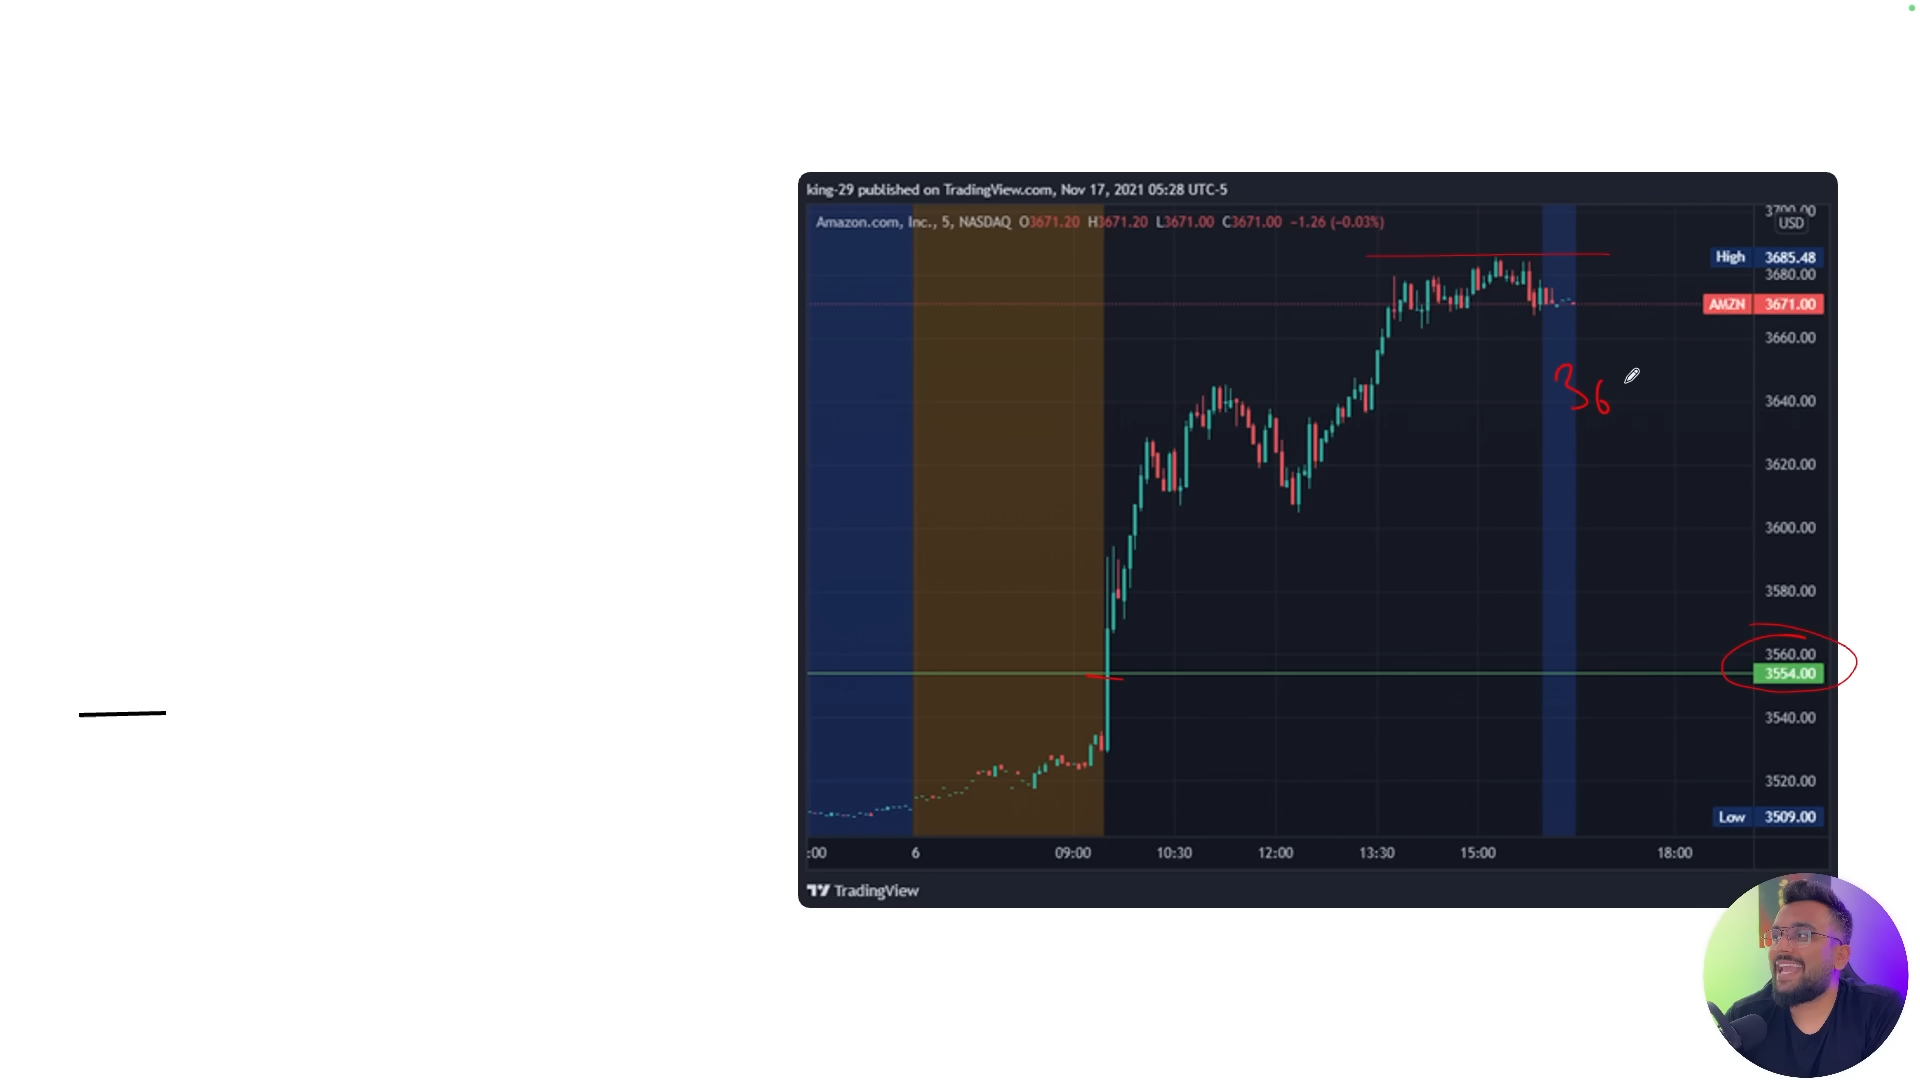 king-29 published on TradingView.com, Nov 17, 2021 05:28 UTC-5
Amazon.com, Inc., 5, NASDAQ O3671.20 H3671.20 L3671.00 C3671.00 −1.26 (−0.03%)
3700.00
USD
High 3685.48
3680.00
AMZN 3671.00
3660.00
36
3640.00
3620.00
3600.00
3580.00
3560.00
3554.00
3540.00
3520.00
Low 3509.00
:00 6 09:00 10:30 12:00 13:30 15:00 18:00
TradingView